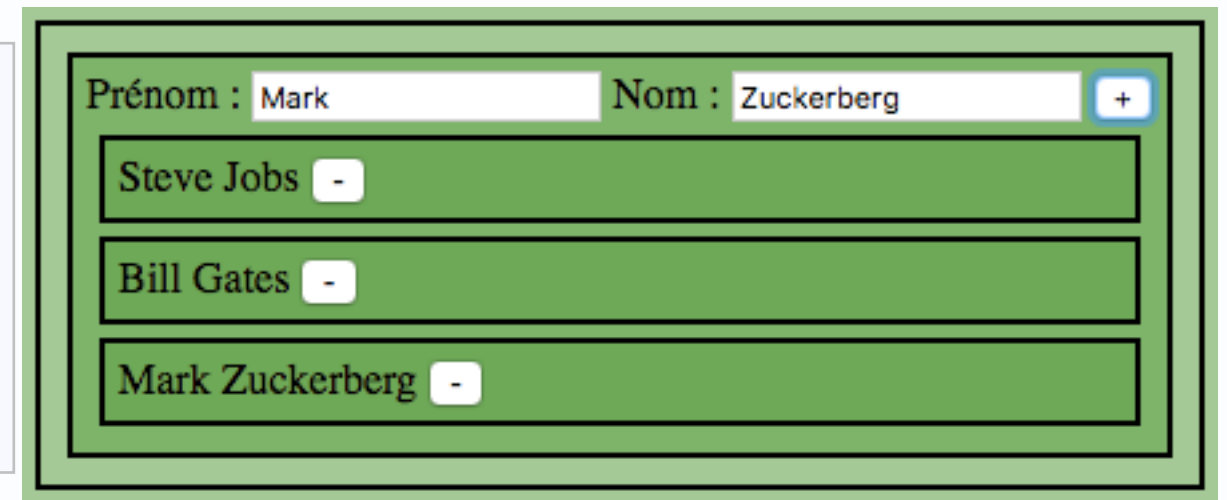 Prénom : Mark Nom : Zuckerberg +
Steve Jobs -
Bill Gates -
Mark Zuckerberg -